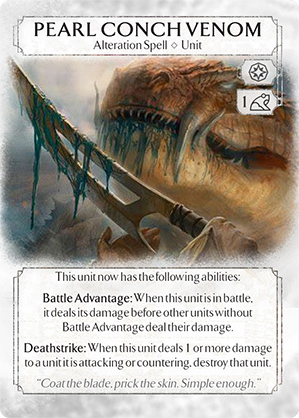 PEARL CONCH VENOM
Alteration Spell ⟐ Unit
1
This unit now has the following abilities:
Battle Advantage: When this unit is in battle,
it deals its damage before other units without
Battle Advantage deal their damage.
Deathstrike: When this unit deals 1 or more damage
to a unit it is attacking or countering, destroy that unit.
“Coat the blade, prick the skin. Simple enough.”